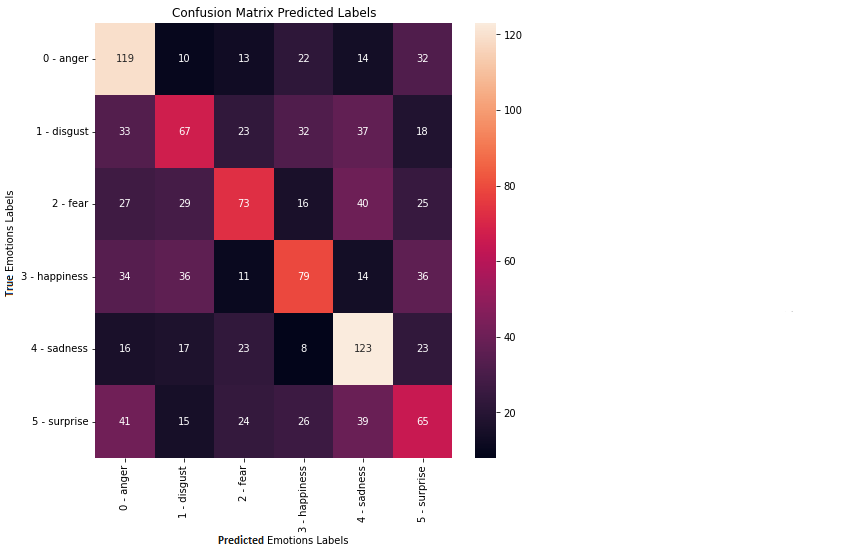 Confusion Matrix Predicted Labels
0 - anger 119 10 13 22 14 32
1 - disgust 33 67 23 32 37 18
2 - fear 27 29 73 16 40 25
3 - happiness 34 36 11 79 14 36
4 - sadness 16 17 23 8 123 23
5 - surprise 41 15 24 26 39 65
True Emotions Labels
0 - anger
1 - disgust
2 - fear
3 - happiness
4 - sadness
5 - surprise
Predicted Emotions Labels
120
100
80
60
40
20